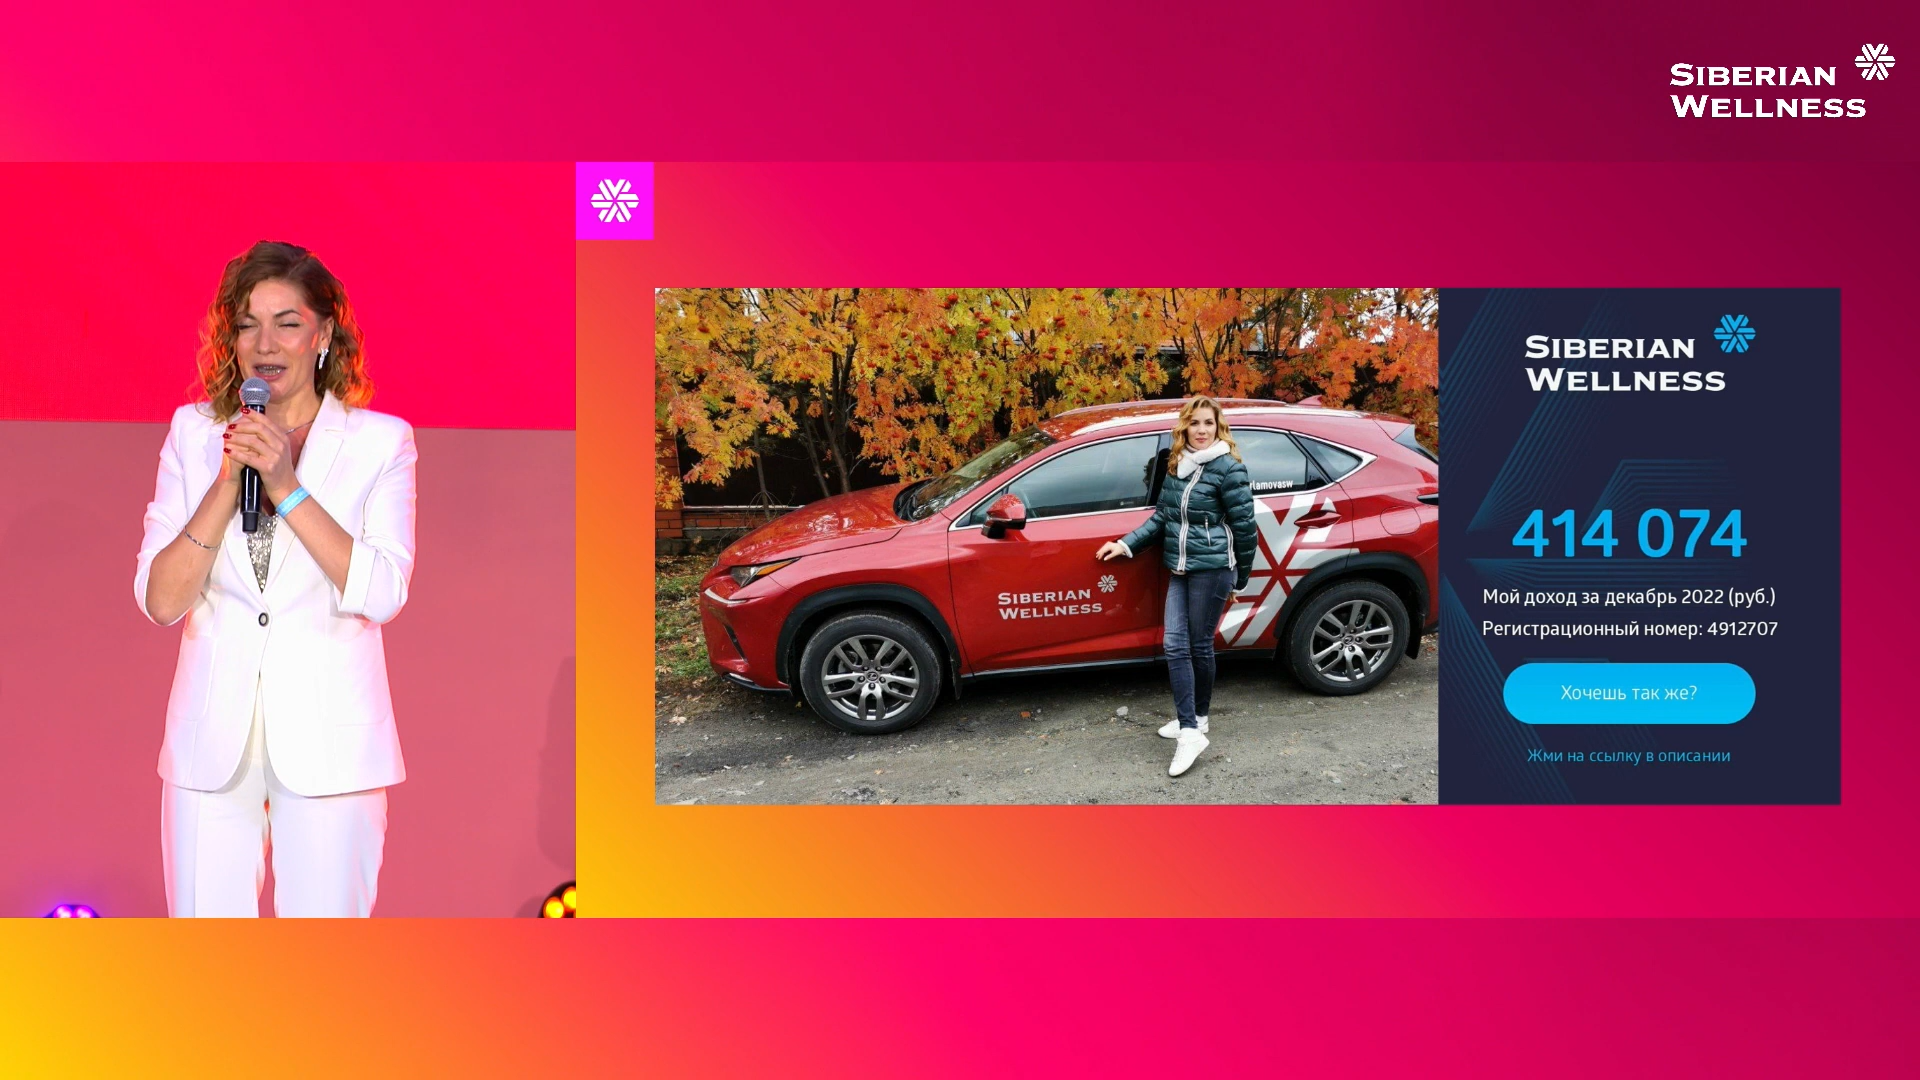 SIBERIAN
WELLNESS
SIBERIAN
WELLNESS
lamovasw
SIBERIAN
WELLNESS
414 074
Мой доход за декабрь 2022 (руб.)
Регистрационный номер: 4912707
Хочешь так же?
Жми на ссылку в описании